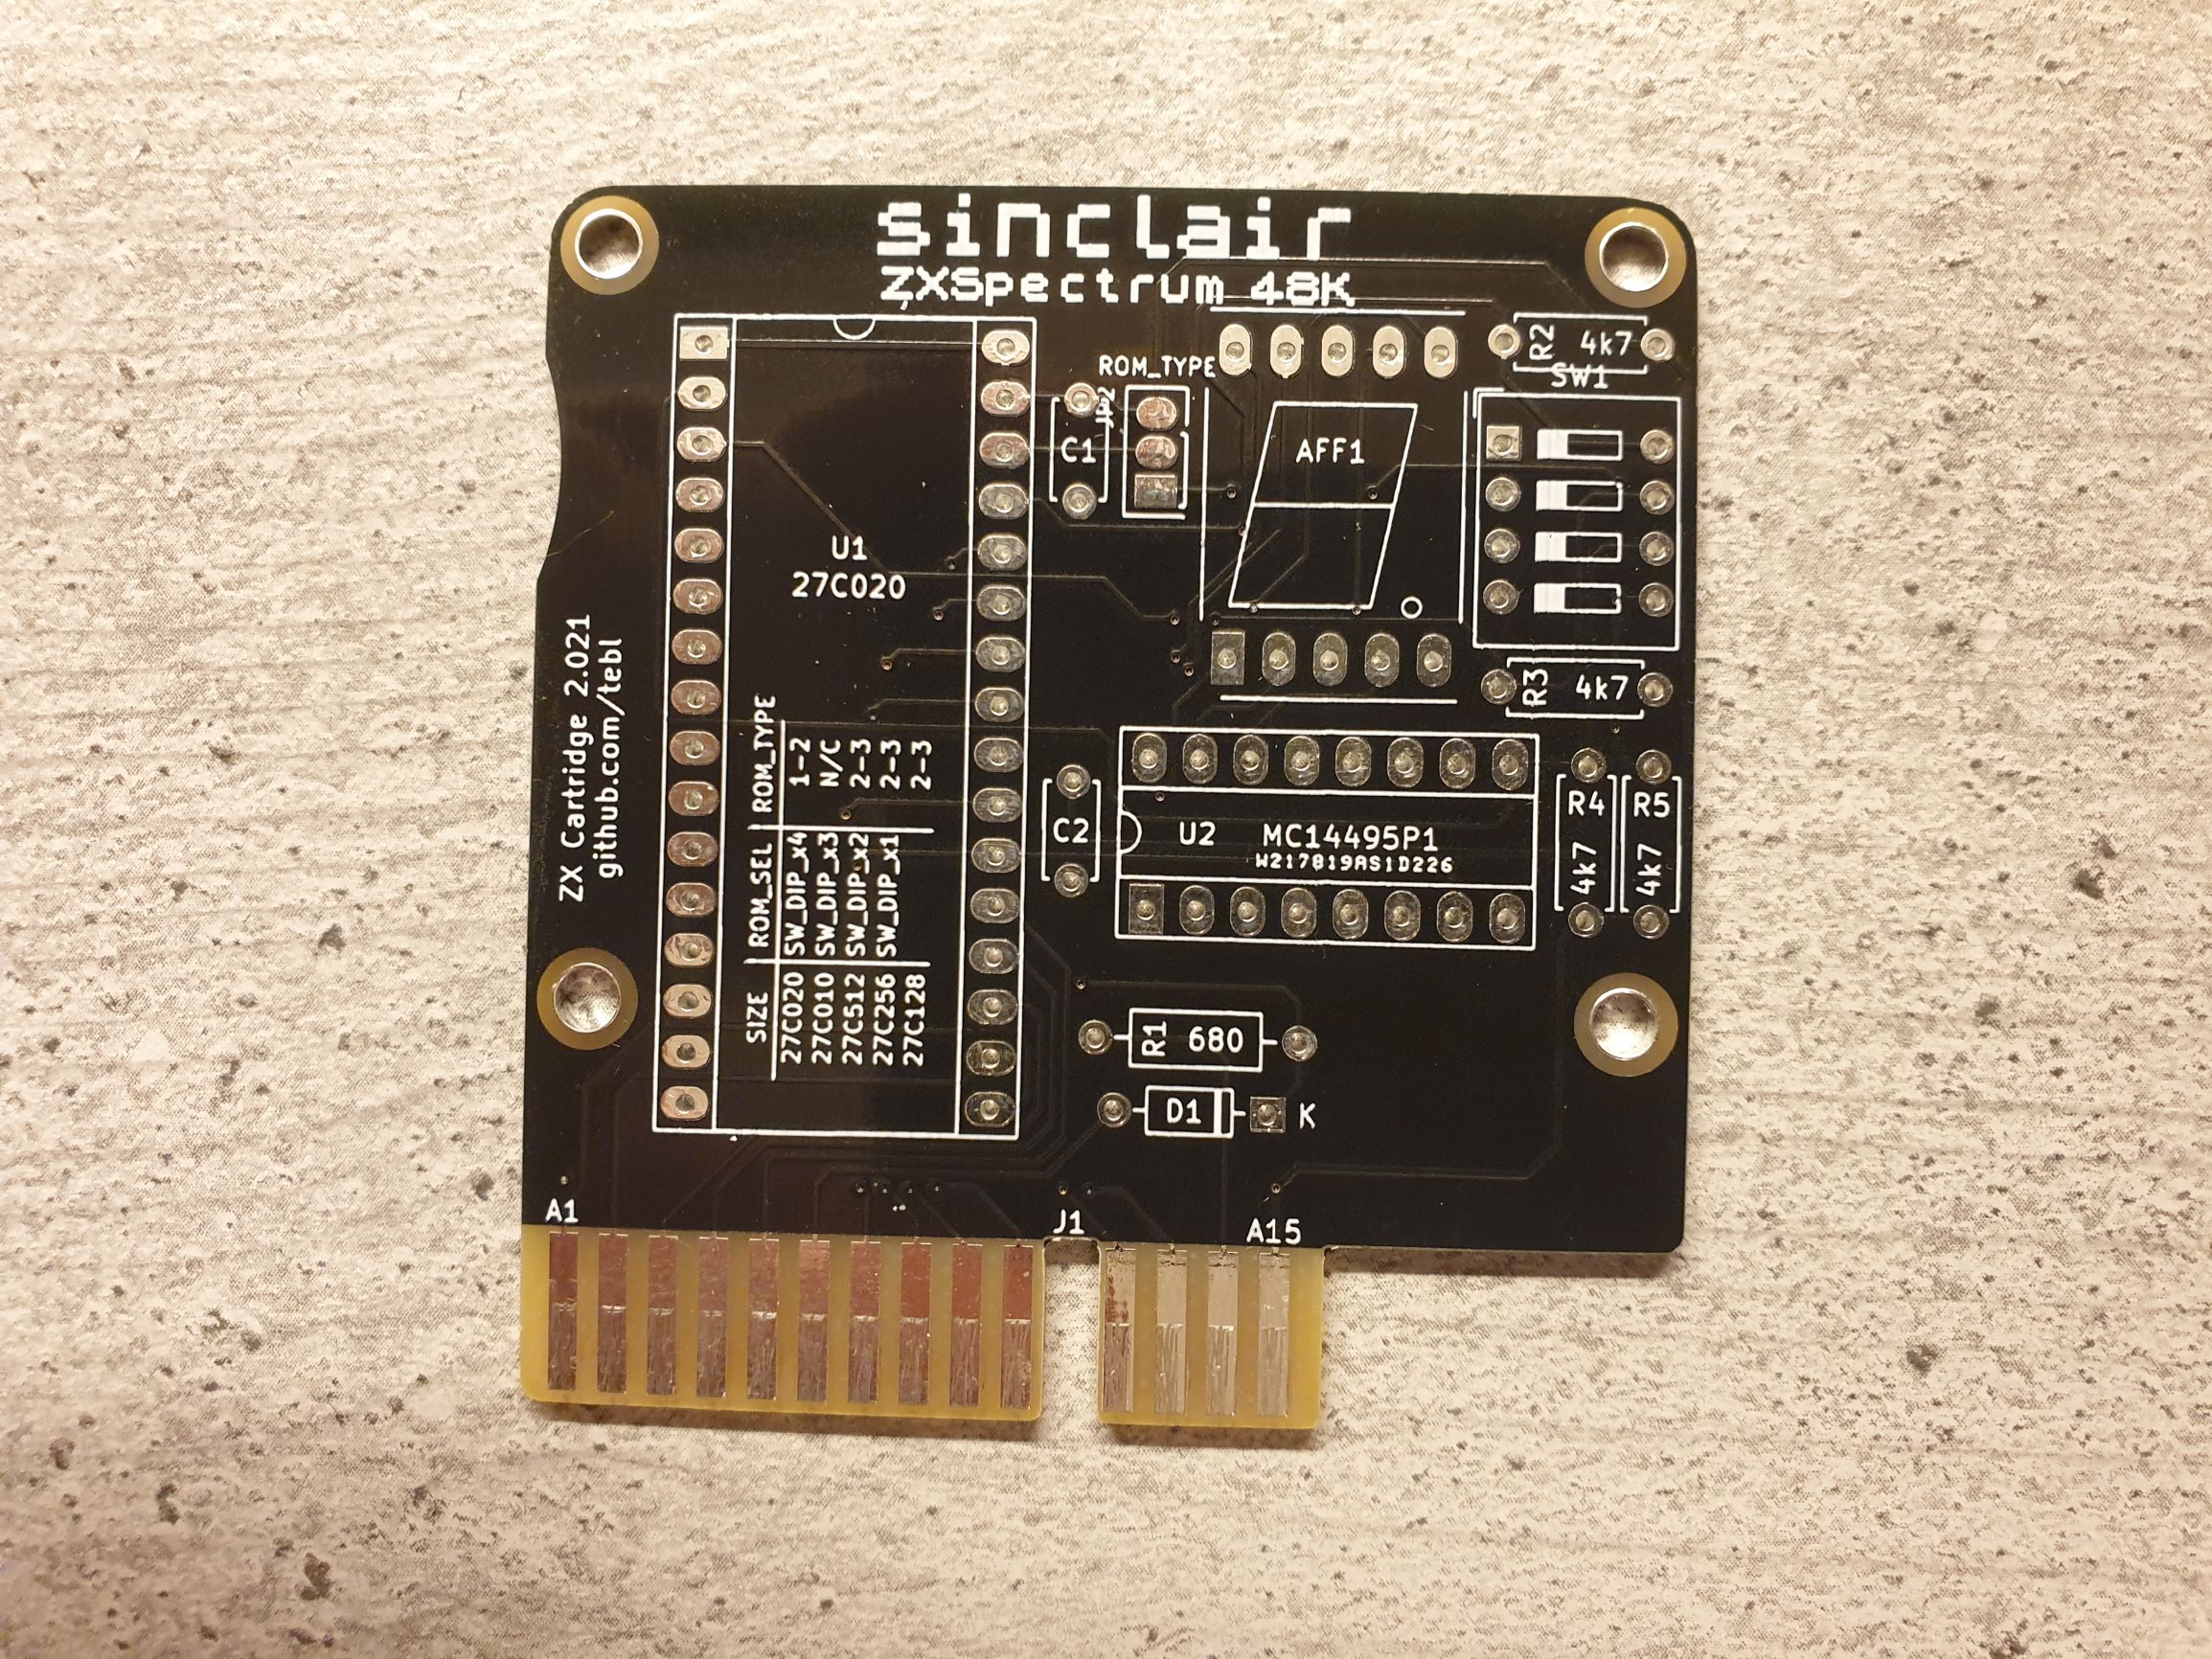 sinclair
ZXSpectrum 48K
ROM_TYPE
JP2
C1
AFF1
R2 4k7
SW1
U1
27C020
R3 4k7
ZX Cartridge 2.021
github.com/tebl
SIZE ROM_SEL ROM_TYPE
27C020 SW_DIP_x4 1-2
27C010 SW_DIP_x3 N/C
27C512 SW_DIP_x2 2-3
27C256 SW_DIP_x1 2-3
27C128 2-3
C2
U2 MC14495P1
W217819AS1D226
R4 4k7
R5 4k7
R1 680
D1 K
A1
J1
A15